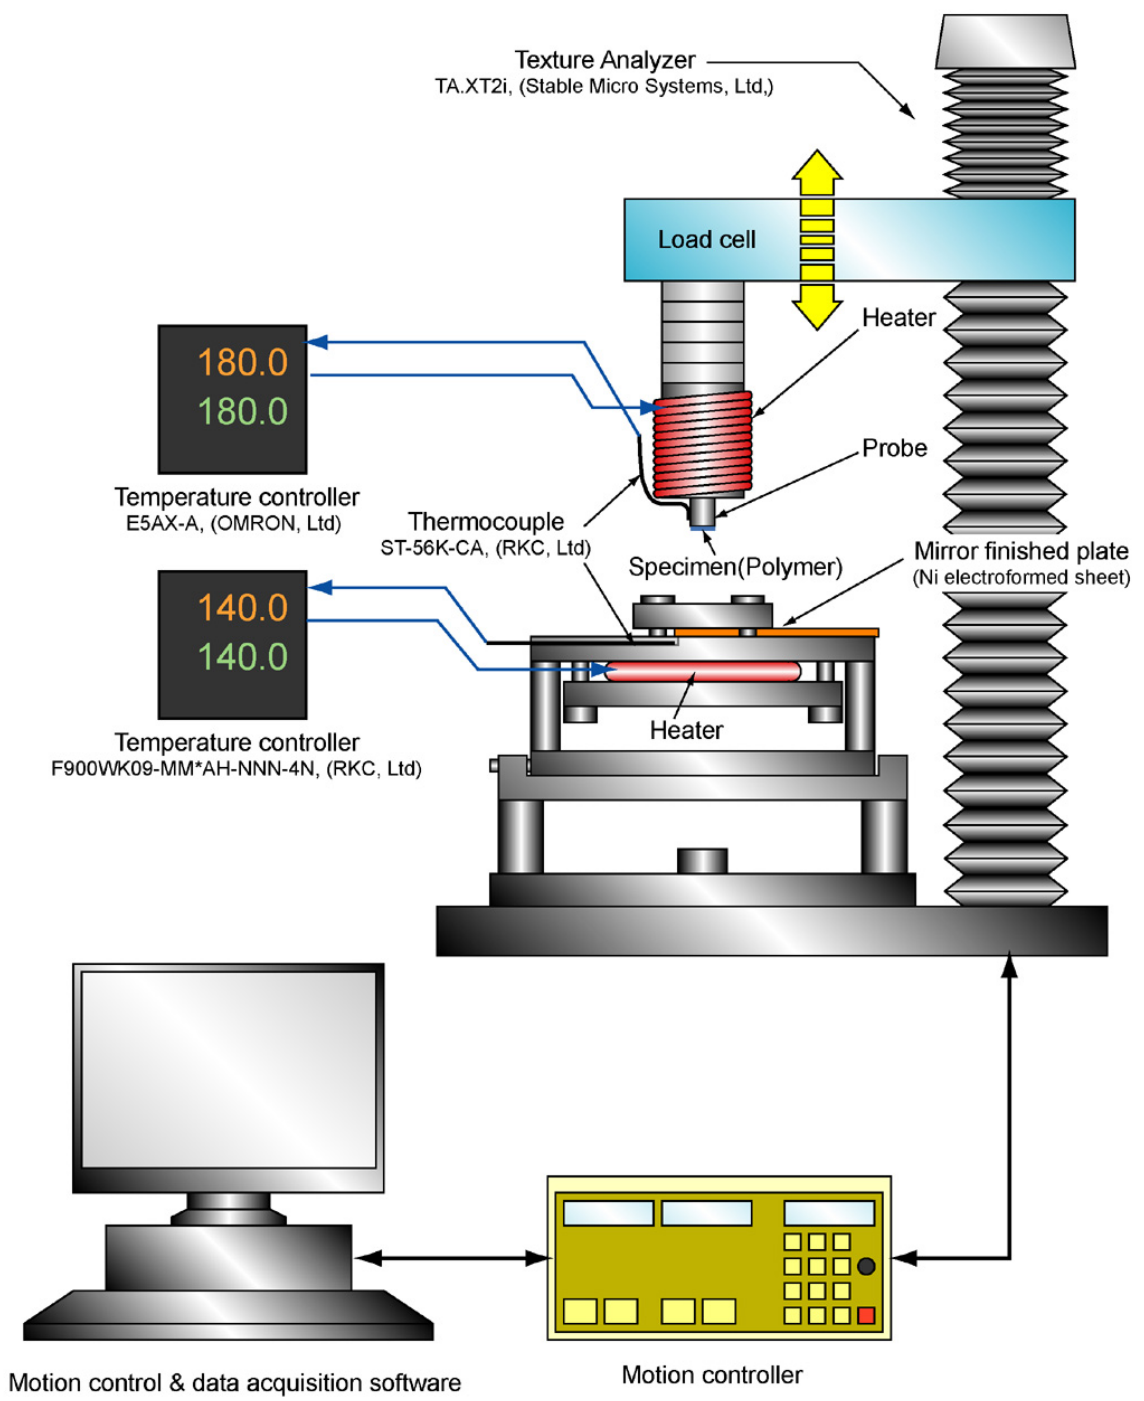 Texture Analyzer
TA.XT2i, (Stable Micro Systems, Ltd,)
Load cell
Heater
180.0
180.0
Probe
Temperature controller
E5AX-A, (OMRON, Ltd)
Thermocouple
ST-56K-CA, (RKC, Ltd)
Specimen(Polymer)
Mirror finished plate
(Ni electroformed sheet)
140.0
140.0
Heater
Temperature controller
F900WK09-MM*AH-NNN-4N, (RKC, Ltd)
Motion control & data acquisition software
Motion controller